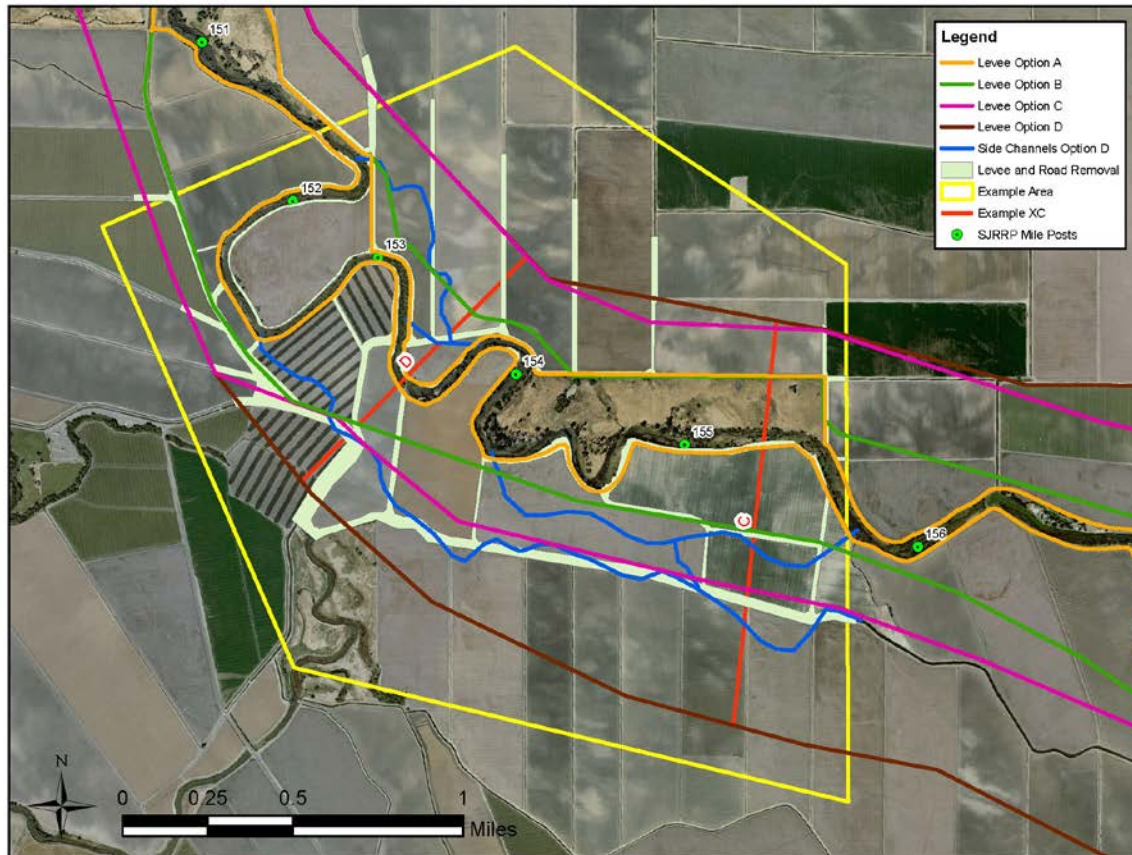 151
Legend
Levee Option A
Levee Option B
Levee Option C
Levee Option D
Side Channels Option D
Levee and Road Removal
Example Area
Example XC
SJRRP Mile Posts
152
153
D
154
155
C
156
N
0 0.25 0.5 1
Miles